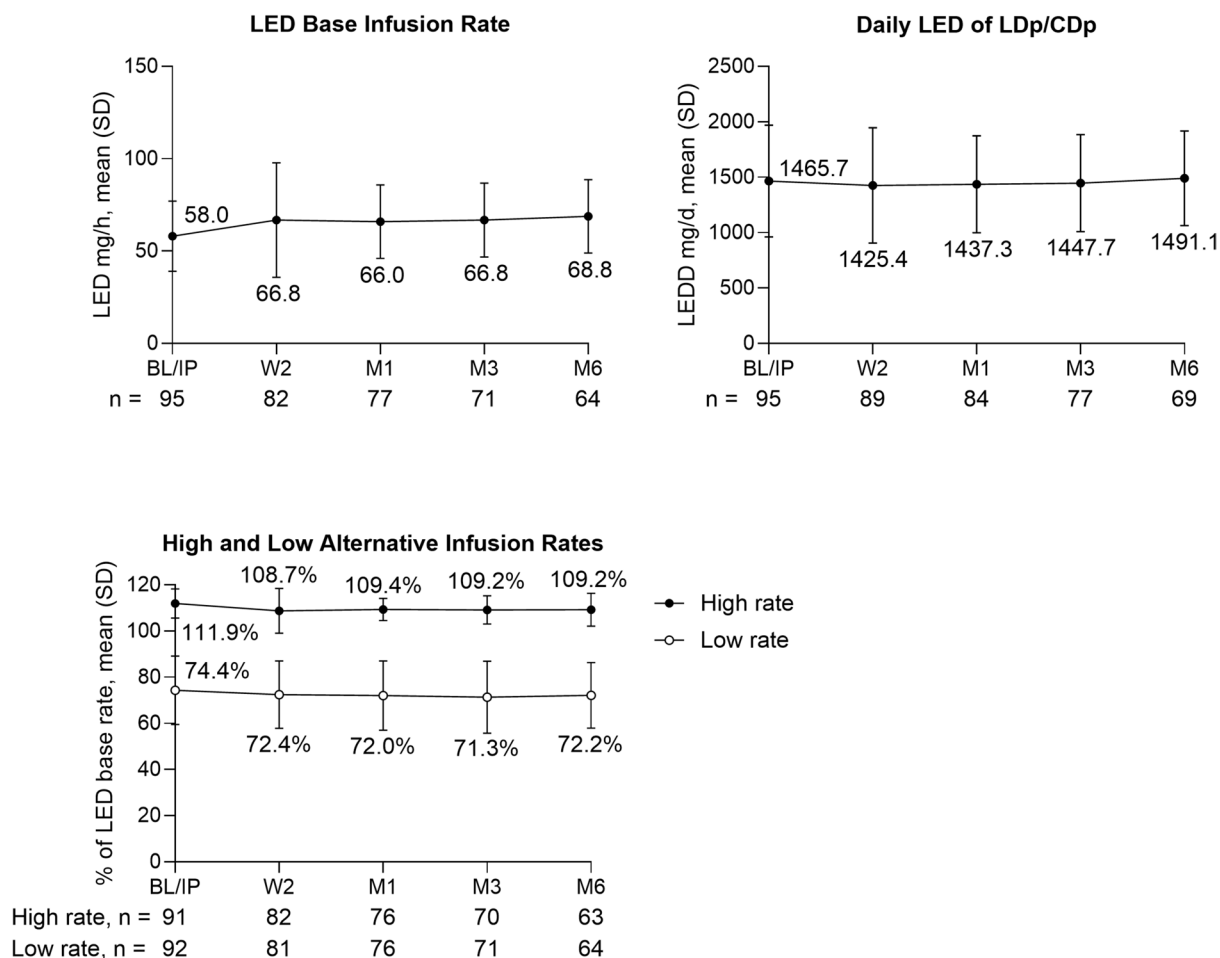 LED Base Infusion Rate
LED mg/h, mean (SD)
150
100
50
0
58.0
66.8
66.0
66.8
68.8
BL/IP W2 M1 M3 M6
n = 95 82 77 71 64
Daily LED of LDp/CDp
LEDD mg/d, mean (SD)
2500
2000
1500
1000
500
0
1465.7
1425.4
1437.3
1447.7
1491.1
BL/IP W2 M1 M3 M6
n = 95 89 84 77 69
High and Low Alternative Infusion Rates
% of LED base rate, mean (SD)
120
100
80
60
40
20
0
108.7%
109.4%
109.2%
109.2%
111.9%
74.4%
72.4%
72.0%
71.3%
72.2%
BL/IP W2 M1 M3 M6
High rate, n = 91 82 76 70 63
Low rate, n = 92 81 76 71 64
High rate
Low rate